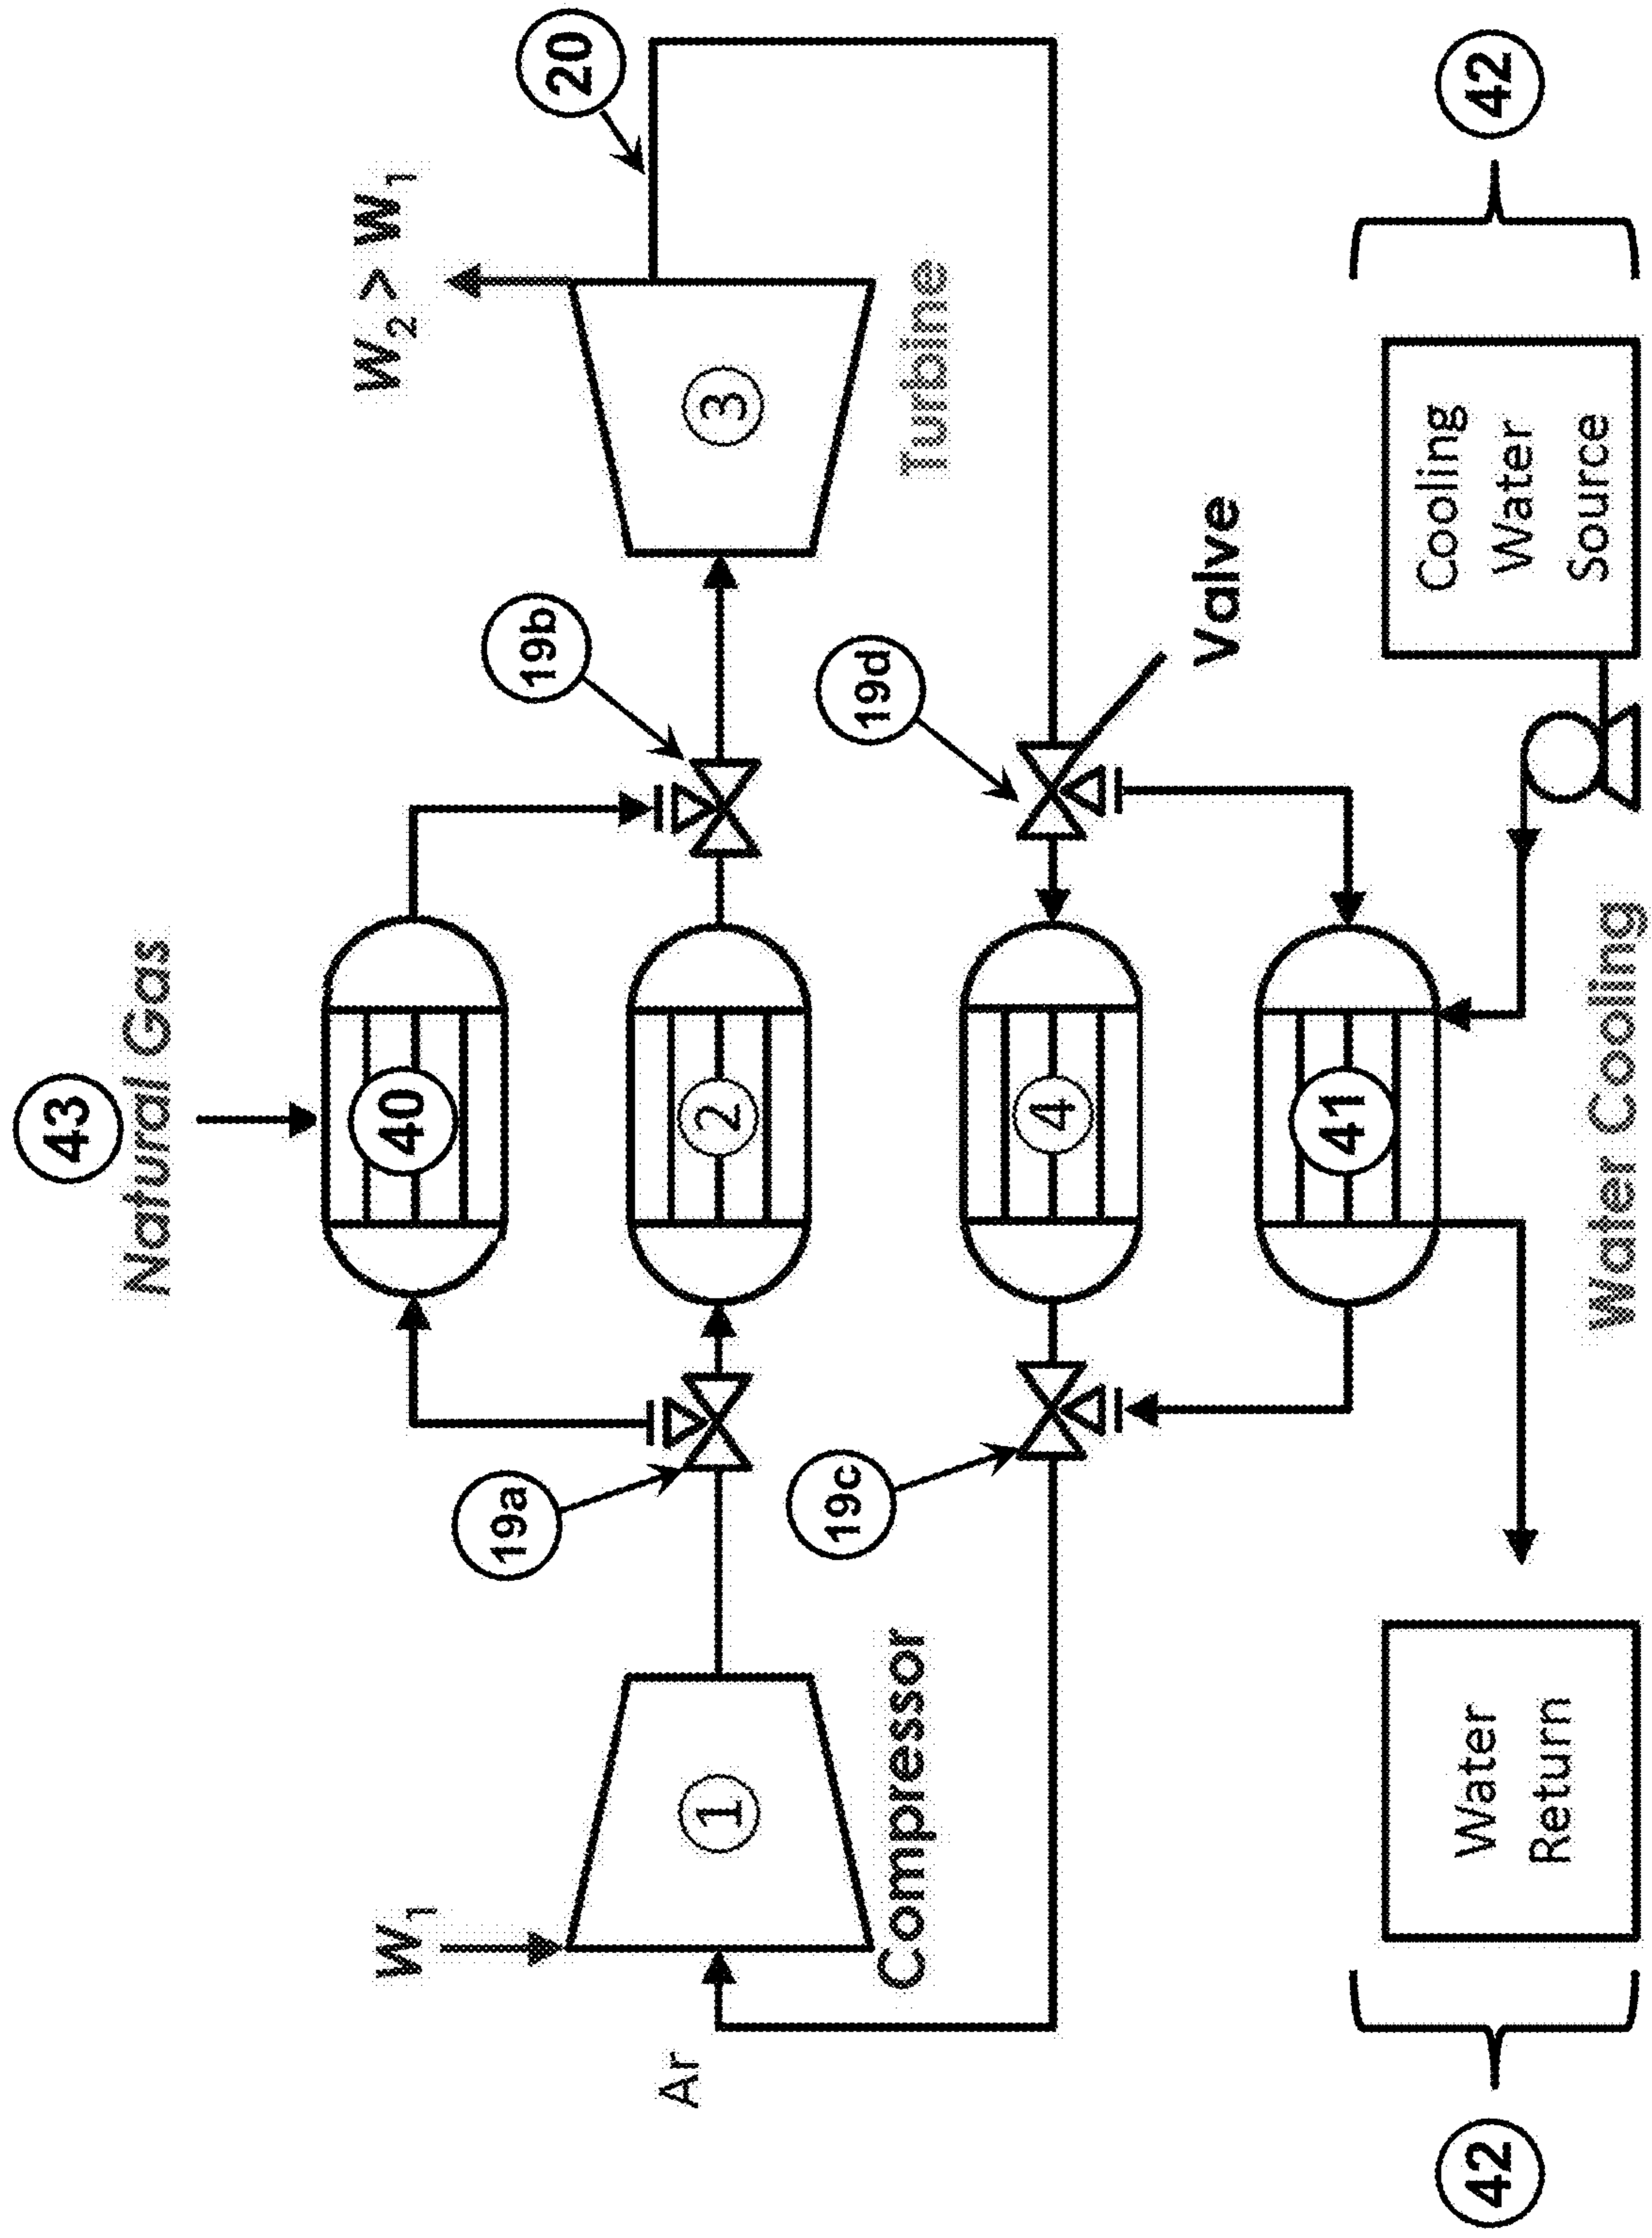 43
Natural Gas
W₁
W₂ > W₁
20
40
19a
19b
Ar
1
2
3
Compressor
Turbine
19c
19d
4
Valve
41
42
Water
Return
Cooling
Water
Source
42
Water Cooling